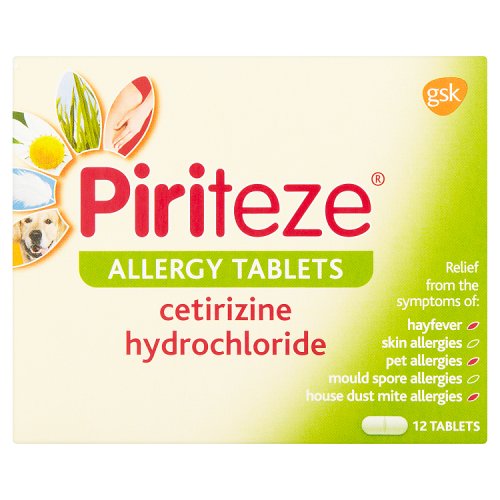 gsk
Piriteze®
ALLERGY TABLETS
cetirizine
hydrochloride
Relief
from the
symptoms of:
hayfever
skin allergies
pet allergies
mould spore allergies
house dust mite allergies
12 TABLETS